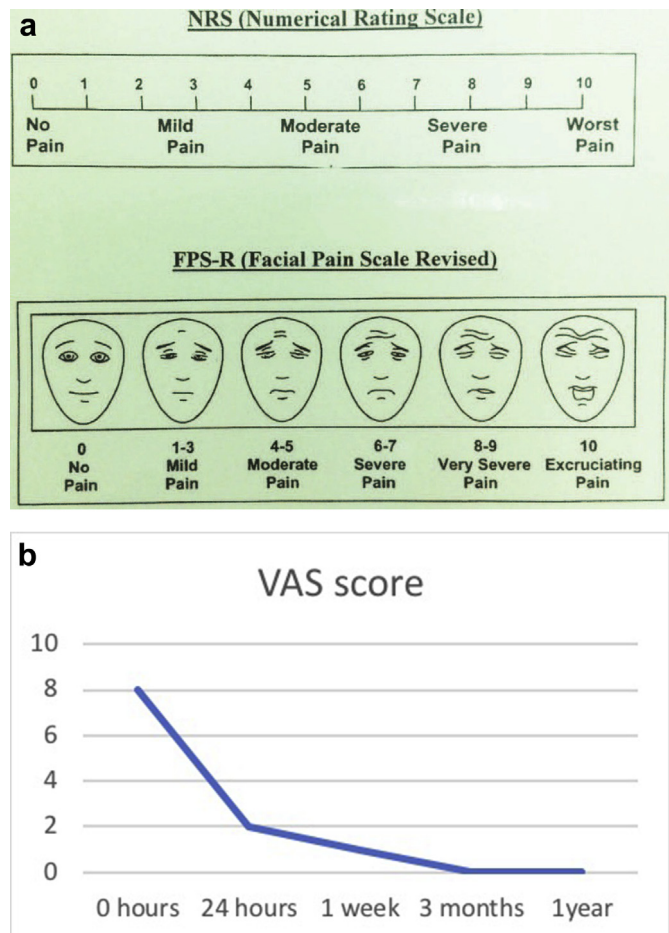 a
NRS (Numerical Rating Scale)
0 1 2 3 4 5 6 7 8 9 10
No Mild Moderate Severe Worst
Pain Pain Pain Pain Pain
FPS-R (Facial Pain Scale Revised)
0 1-3 4-5 6-7 8-9 10
No Mild Moderate Severe Very Severe Excruciating
Pain Pain Pain Pain Pain Pain
b
VAS score
10
8
6
4
2
0
0 hours 24 hours 1 week 3 months 1year